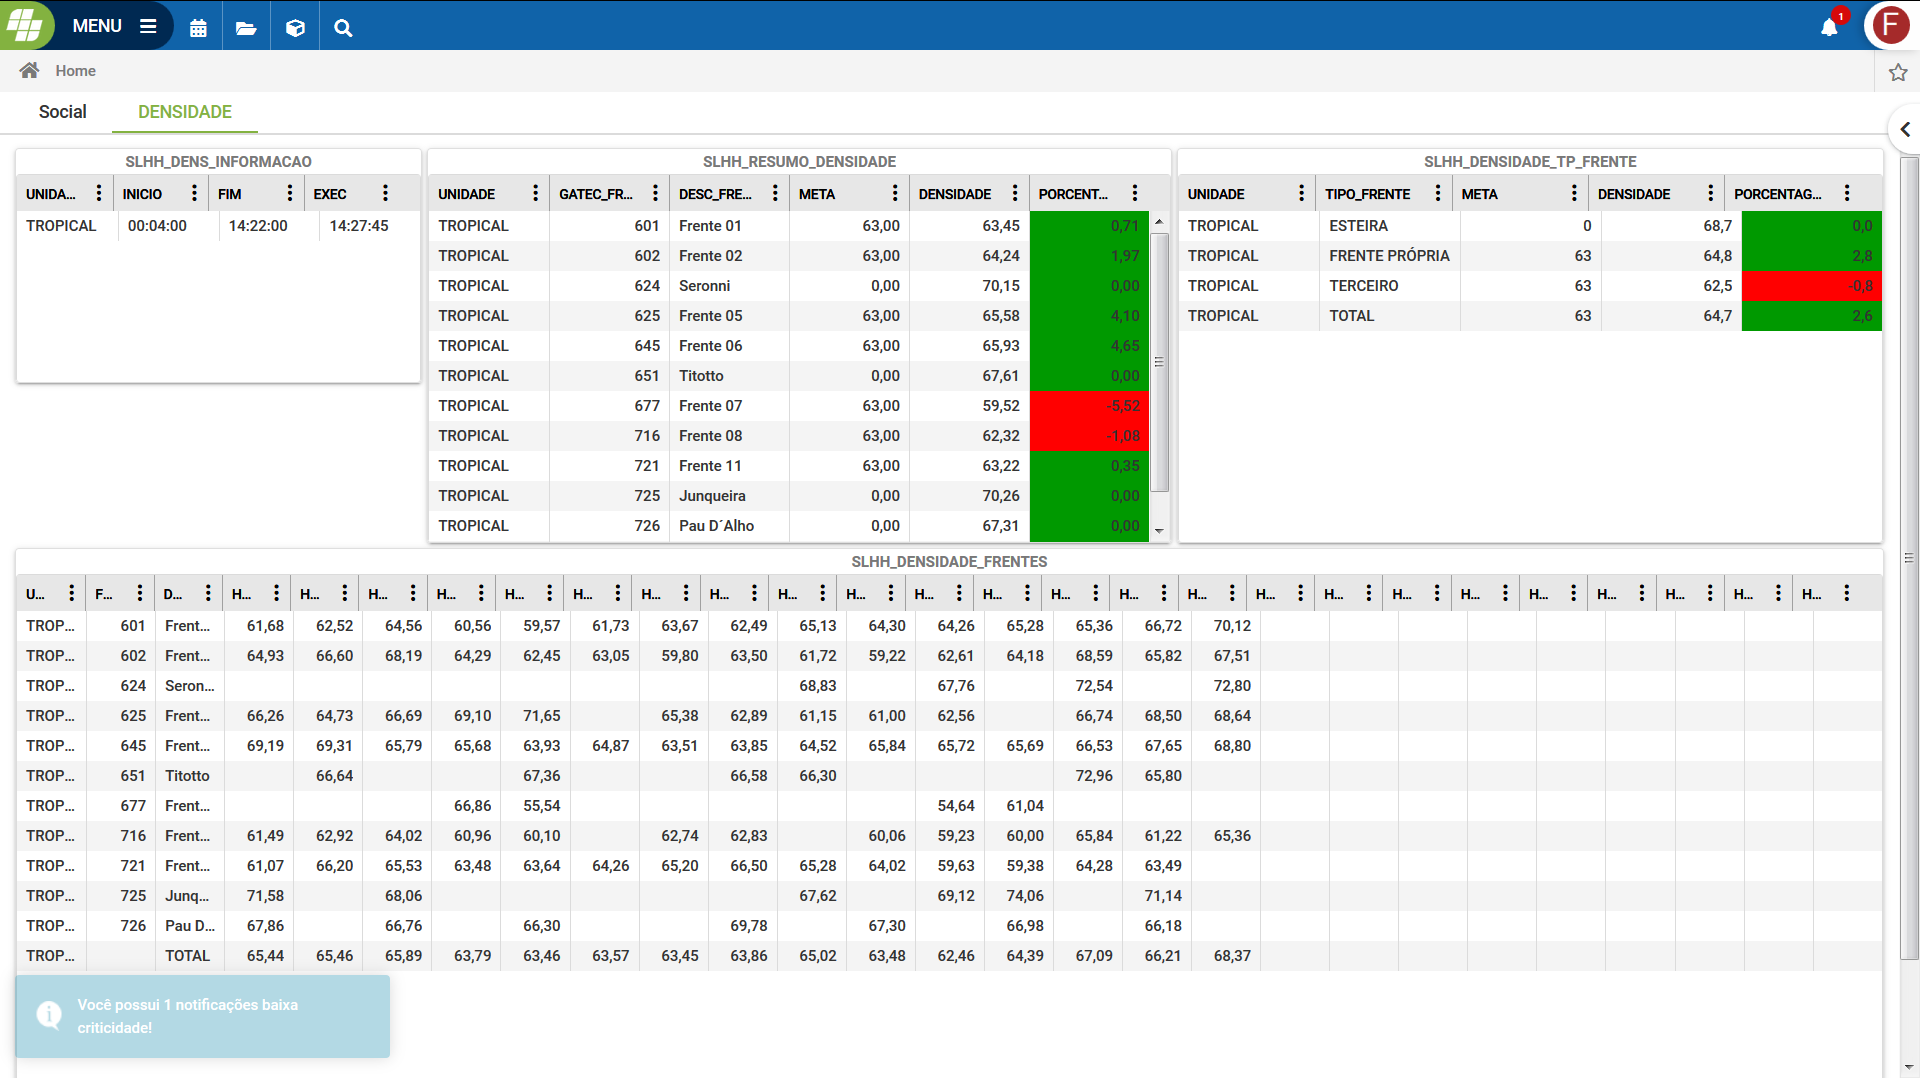 MENU
1
F
Home
Social DENSIDADE
SLHH_DENS_INFORMACAO
UNIDA... INICIO FIM EXEC
TROPICAL 00:04:00 14:22:00 14:27:45
SLHH_RESUMO_DENSIDADE
UNIDADE GATEC_FR... DESC_FRE... META DENSIDADE PORCENT...
TROPICAL 601 Frente 01 63,00 63,45 0,71
TROPICAL 602 Frente 02 63,00 64,24 1,97
TROPICAL 624 Seronni 0,00 70,15 0,00
TROPICAL 625 Frente 05 63,00 65,58 4,10
TROPICAL 645 Frente 06 63,00 65,93 4,65
TROPICAL 651 Titotto 0,00 67,61 0,00
TROPICAL 677 Frente 07 63,00 59,52 -5,52
TROPICAL 716 Frente 08 63,00 62,32 -1,08
TROPICAL 721 Frente 11 63,00 63,22 0,35
TROPICAL 725 Junqueira 0,00 70,26 0,00
TROPICAL 726 Pau D´Alho 0,00 67,31 0,00
SLHH_DENSIDADE_TP_FRENTE
UNIDADE TIPO_FRENTE META DENSIDADE PORCENTAG...
TROPICAL ESTEIRA 0 68,7 0,0
TROPICAL FRENTE PRÓPRIA 63 64,8 2,8
TROPICAL TERCEIRO 63 62,5 -0,8
TROPICAL TOTAL 63 64,7 2,6
SLHH_DENSIDADE_FRENTES
U... F... D... H... H... H... H... H... H... H... H... H... H... H... H... H... H... H... H... H... H... H... H... H... H... H... H...
TROP... 601 Frent... 61,68 62,52 64,56 60,56 59,57 61,73 63,67 62,49 65,13 64,30 64,26 65,28 65,36 66,72 70,12
TROP... 602 Frent... 64,93 66,60 68,19 64,29 62,45 63,05 59,80 63,50 61,72 59,22 62,61 64,18 68,59 65,82 67,51
TROP... 624 Seron... 68,83 67,76 72,54 72,80
TROP... 625 Frent... 66,26 64,73 66,69 69,10 71,65 65,38 62,89 61,15 61,00 62,56 66,74 68,50 68,64
TROP... 645 Frent... 69,19 69,31 65,79 65,68 63,93 64,87 63,51 63,85 64,52 65,84 65,72 65,69 66,53 67,65 68,80
TROP... 651 Titotto 66,64 67,36 66,58 66,30 72,96 65,80
TROP... 677 Frent... 66,86 55,54 54,64 61,04
TROP... 716 Frent... 61,49 62,92 64,02 60,96 60,10 62,74 62,83 60,06 59,23 60,00 65,84 61,22 65,36
TROP... 721 Frent... 61,07 66,20 65,53 63,48 63,64 64,26 65,20 66,50 65,28 64,02 59,63 59,38 64,28 63,49
TROP... 725 Junq... 71,58 68,06 67,62 69,12 74,06 71,14
TROP... 726 Pau D... 67,86 66,76 66,30 69,78 67,30 66,98 66,18
TROP... TOTAL 65,44 65,46 65,89 63,79 63,46 63,57 63,45 63,86 65,02 63,48 62,46 64,39 67,09 66,21 68,37
Você possui 1 notificações baixa
criticidade!